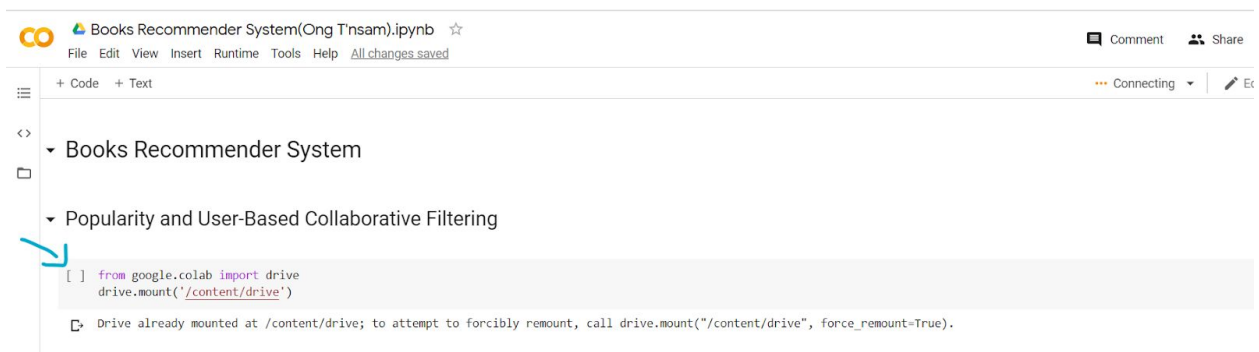 Books Recommender System(Ong T'nsam).ipynb
Comment
Share
File Edit View Insert Runtime Tools Help All changes saved
+ Code + Text
Connecting
Books Recommender System
Popularity and User-Based Collaborative Filtering
[ ] from google.colab import drive
drive.mount('/content/drive')
Drive already mounted at /content/drive; to attempt to forcibly remount, call drive.mount("/content/drive", force_remount=True).